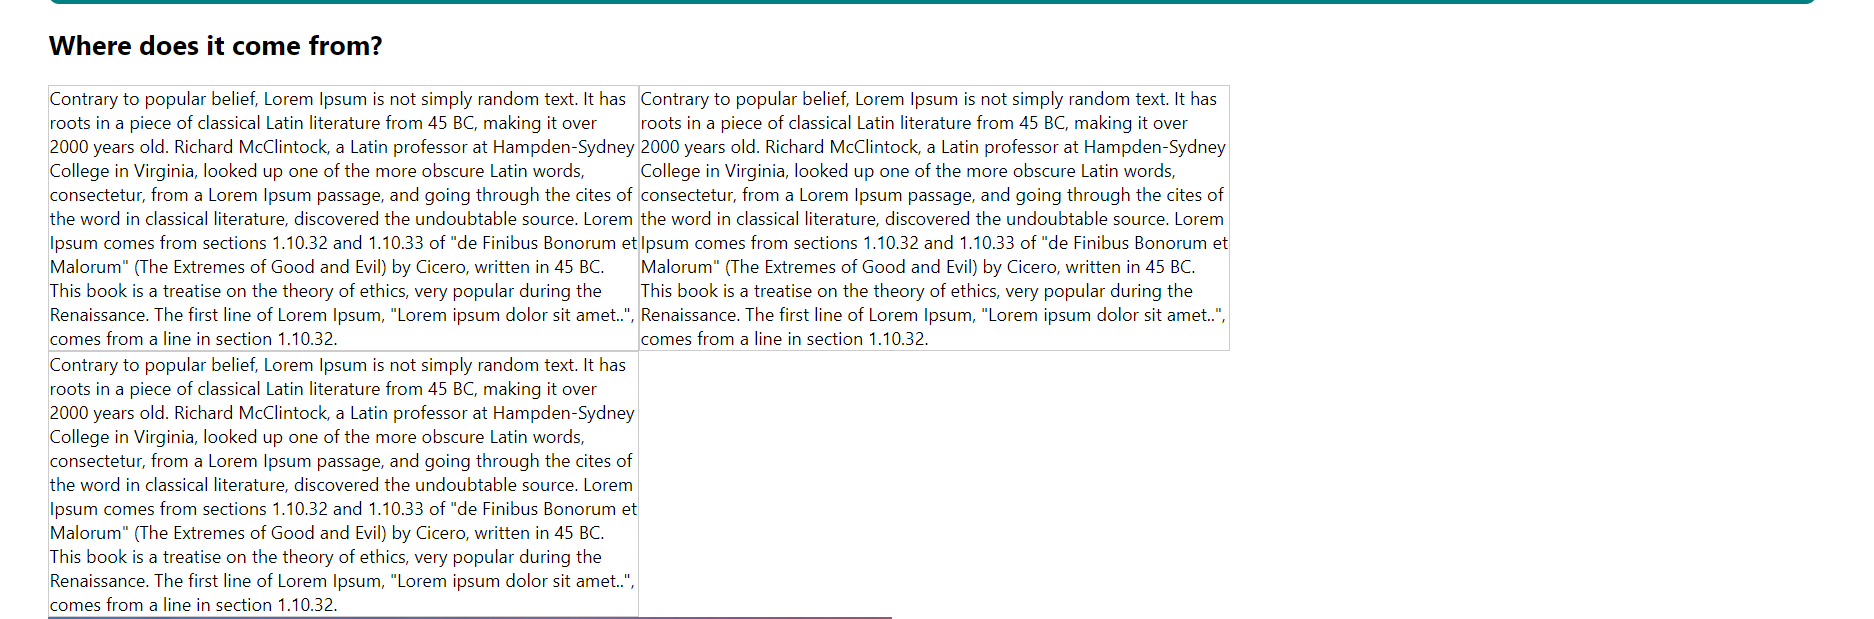 Where does it come from?
Contrary to popular belief, Lorem Ipsum is not simply random text. It has
roots in a piece of classical Latin literature from 45 BC, making it over
2000 years old. Richard McClintock, a Latin professor at Hampden-Sydney
College in Virginia, looked up one of the more obscure Latin words,
consectetur, from a Lorem Ipsum passage, and going through the cites of
the word in classical literature, discovered the undoubtable source. Lorem
Ipsum comes from sections 1.10.32 and 1.10.33 of "de Finibus Bonorum et
Malorum" (The Extremes of Good and Evil) by Cicero, written in 45 BC.
This book is a treatise on the theory of ethics, very popular during the
Renaissance. The first line of Lorem Ipsum, "Lorem ipsum dolor sit amet..",
comes from a line in section 1.10.32.
Contrary to popular belief, Lorem Ipsum is not simply random text. It has
roots in a piece of classical Latin literature from 45 BC, making it over
2000 years old. Richard McClintock, a Latin professor at Hampden-Sydney
College in Virginia, looked up one of the more obscure Latin words,
consectetur, from a Lorem Ipsum passage, and going through the cites of
the word in classical literature, discovered the undoubtable source. Lorem
Ipsum comes from sections 1.10.32 and 1.10.33 of "de Finibus Bonorum et
Malorum" (The Extremes of Good and Evil) by Cicero, written in 45 BC.
This book is a treatise on the theory of ethics, very popular during the
Renaissance. The first line of Lorem Ipsum, "Lorem ipsum dolor sit amet..",
comes from a line in section 1.10.32.
Contrary to popular belief, Lorem Ipsum is not simply random text. It has
roots in a piece of classical Latin literature from 45 BC, making it over
2000 years old. Richard McClintock, a Latin professor at Hampden-Sydney
College in Virginia, looked up one of the more obscure Latin words,
consectetur, from a Lorem Ipsum passage, and going through the cites of
the word in classical literature, discovered the undoubtable source. Lorem
Ipsum comes from sections 1.10.32 and 1.10.33 of "de Finibus Bonorum et
Malorum" (The Extremes of Good and Evil) by Cicero, written in 45 BC.
This book is a treatise on the theory of ethics, very popular during the
Renaissance. The first line of Lorem Ipsum, "Lorem ipsum dolor sit amet..",
comes from a line in section 1.10.32.